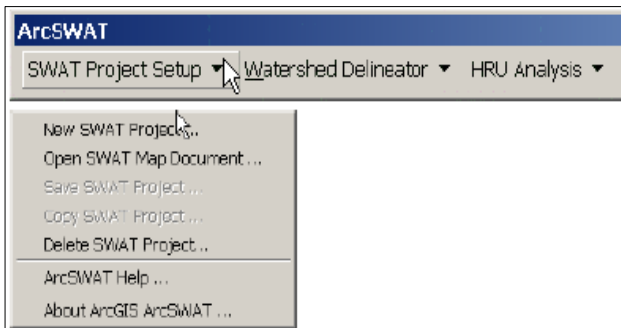 ArcSWAT
SWAT Project Setup Watershed Delineator HRU Analysis
New SWAT Project ...
Open SWAT Map Document ...
Save SWAT Project ...
Copy SWAT Project ...
Delete SWAT Project ...
ArcSWAT Help ...
About ArcGIS ArcSWAT ...